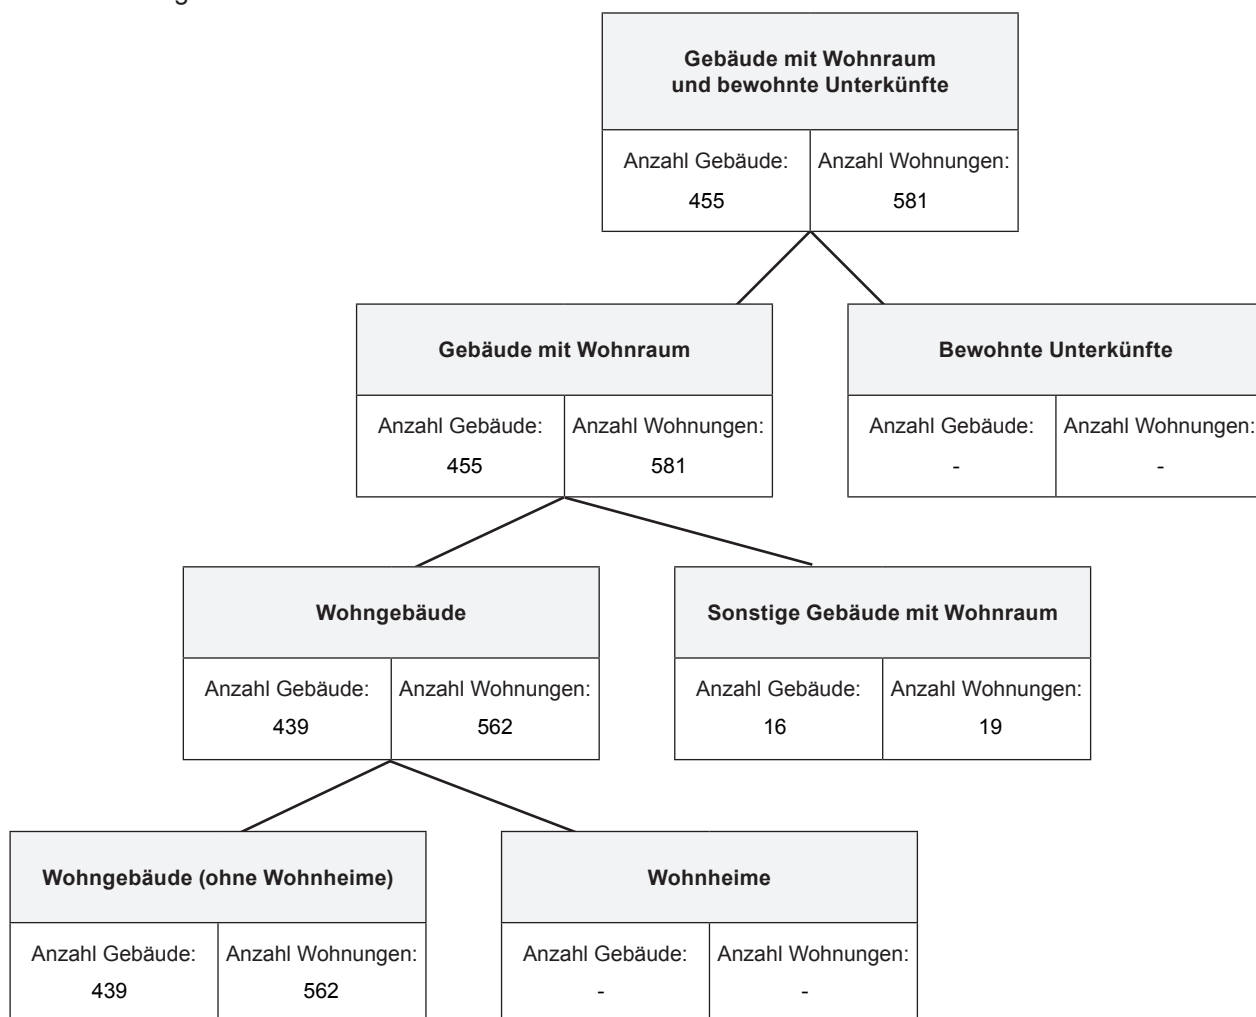 Gebäude mit Wohnraum
und bewohnte Unterkünfte
Anzahl Gebäude: Anzahl Wohnungen:
455 581
Gebäude mit Wohnraum
Anzahl Gebäude: Anzahl Wohnungen:
455 581
Bewohnte Unterkünfte
Anzahl Gebäude: Anzahl Wohnungen:
- -
Wohngebäude
Anzahl Gebäude: Anzahl Wohnungen:
439 562
Sonstige Gebäude mit Wohnraum
Anzahl Gebäude: Anzahl Wohnungen:
16 19
Wohngebäude (ohne Wohnheime)
Anzahl Gebäude: Anzahl Wohnungen:
439 562
Wohnheime
Anzahl Gebäude: Anzahl Wohnungen:
- -